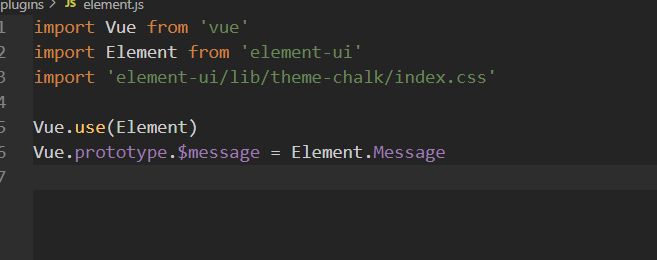 plugins > JS element.js
1 import Vue from 'vue'
2 import Element from 'element-ui'
3 import 'element-ui/lib/theme-chalk/index.css'
4
5 Vue.use(Element)
6 Vue.prototype.$message = Element.Message
7